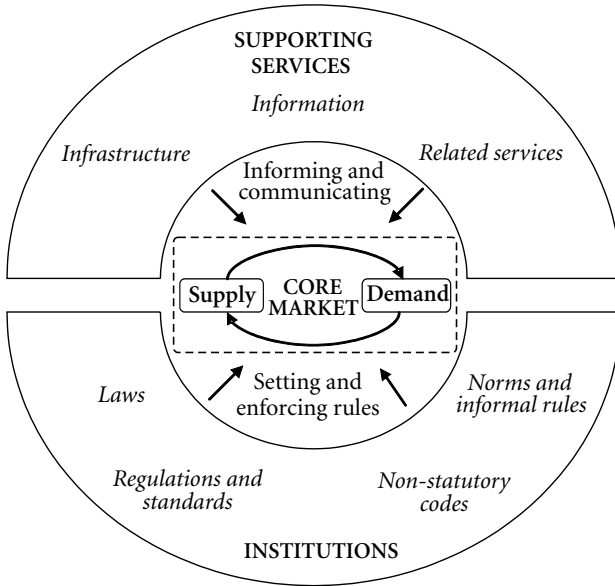 SUPPORTING
SERVICES
Information
Infrastructure
Related services
Informing and
communicating
Supply
CORE
MARKET
Demand
Setting and
enforcing rules
Laws
Norms and
informal rules
Regulations and
standards
Non-statutory
codes
INSTITUTIONS